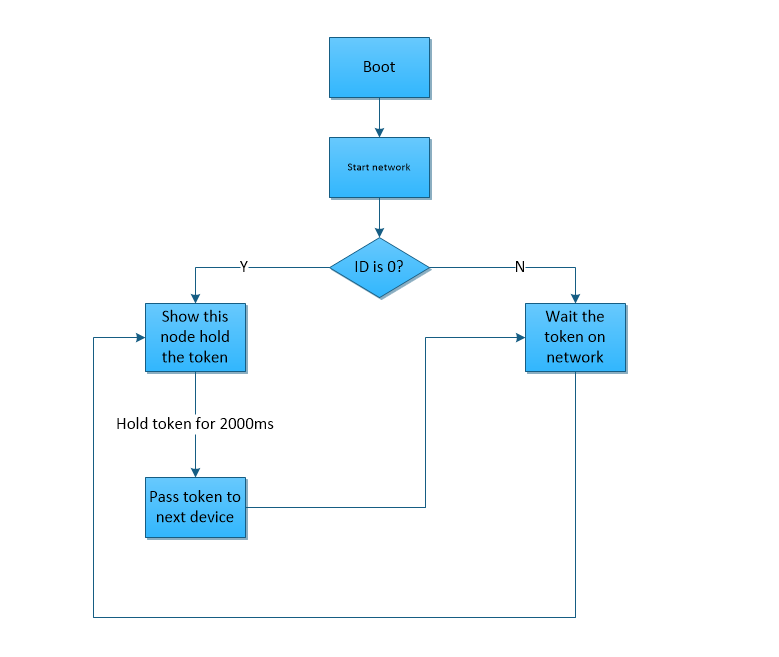 Boot
Start network
ID is 0?
Y
N
Show this
node hold
the token
Wait the
token on
network
Hold token for 2000ms
Pass token to
next device